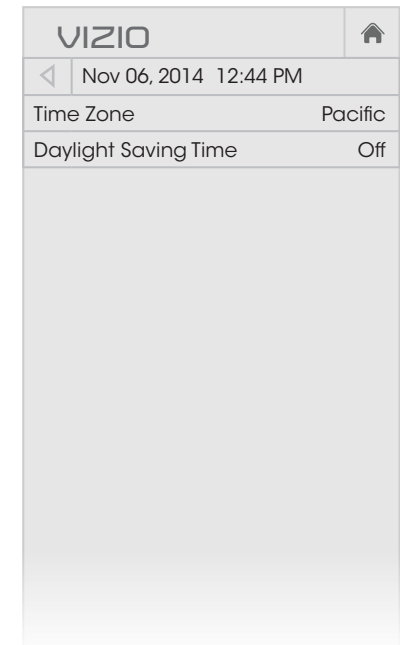 VIZIO
Nov 06, 2014 12:44 PM
Time Zone Pacific
Daylight Saving Time Off